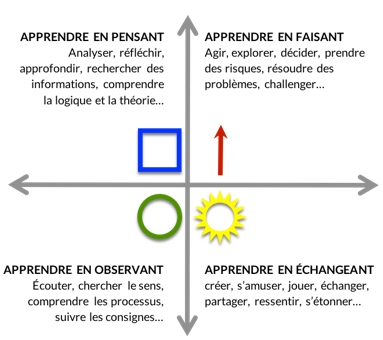 APPRENDRE EN PENSANT
Analyser, réfléchir,
approfondir, rechercher des
informations, comprendre
la logique et la théorie...
APPRENDRE EN FAISANT
Agir, explorer, décider, prendre
des risques, résoudre des
problèmes, challenger...
APPRENDRE EN OBSERVANT
Écouter, chercher le sens,
comprendre les processus,
suivre les consignes...
APPRENDRE EN ÉCHANGEANT
créer, s'amuser, jouer, échanger,
partager, ressentir, s'étonner...